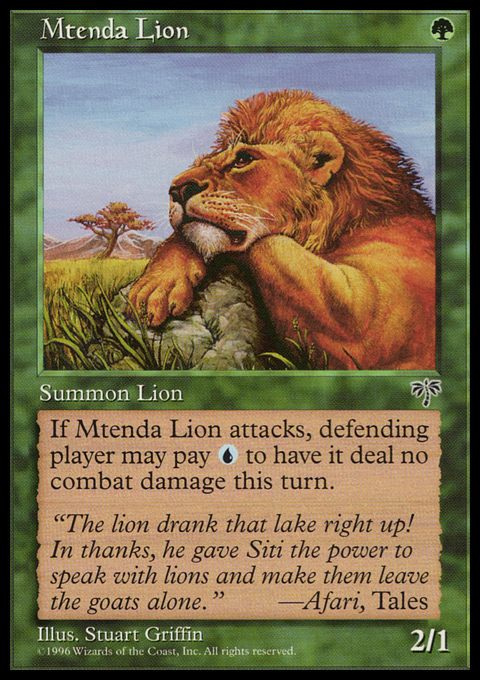 Mtenda Lion
Summon Lion
If Mtenda Lion attacks, defending
player may pay to have it deal no
combat damage this turn.
“The lion drank that lake right up!
In thanks, he gave Siti the power to
speak with lions and make them leave
the goats alone.” —Afari, Tales
Illus. Stuart Griffin
2/1
©1996 Wizards of the Coast, Inc. All rights reserved.